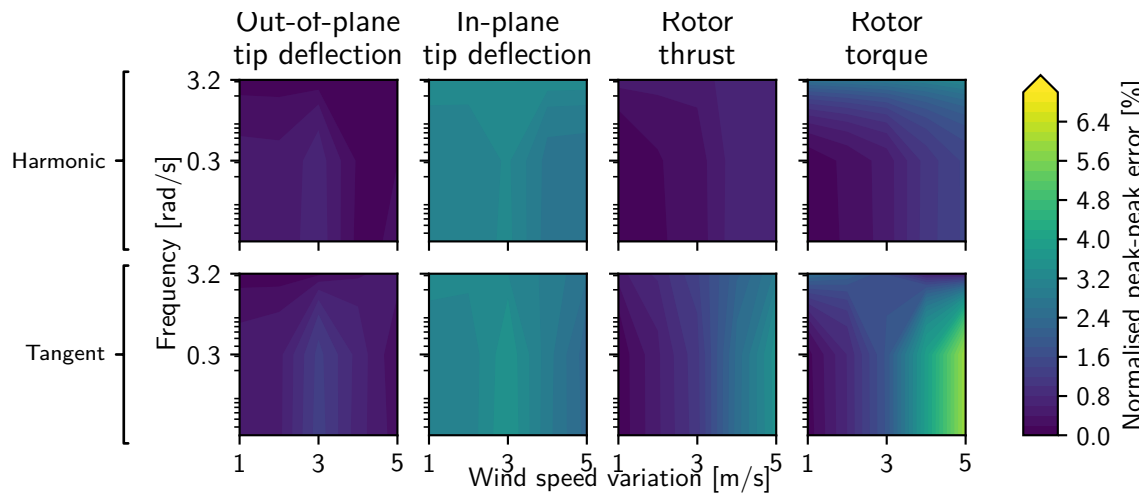 Out-of-plane
tip deflection
In-plane
tip deflection
Rotor
thrust
Rotor
torque
Harmonic
Tangent
Frequency [rad/s]
3.2
0.3
3.2
0.3
1
3
5
1
3
5
1
3
5
1
3
5
Wind speed variation [m/s]
6.4
5.6
4.8
4.0
3.2
2.4
1.6
0.8
0.0
Normalised peak-peak error [%]